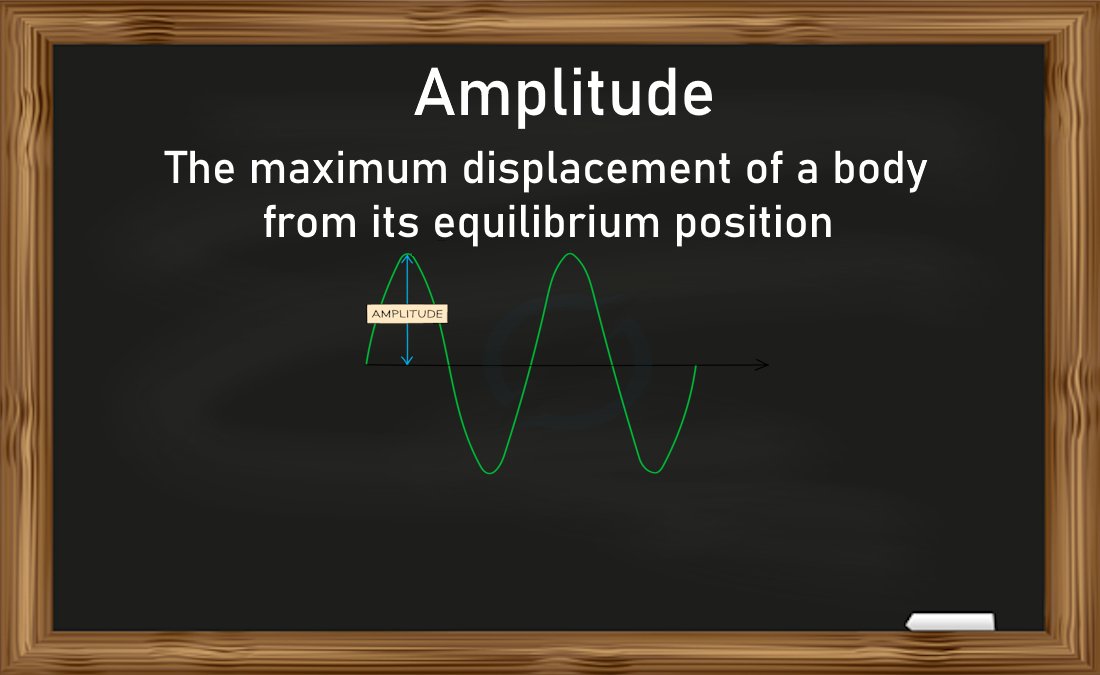 Amplitude
The maximum displacement of a body
from its equilibrium position
AMPLITUDE